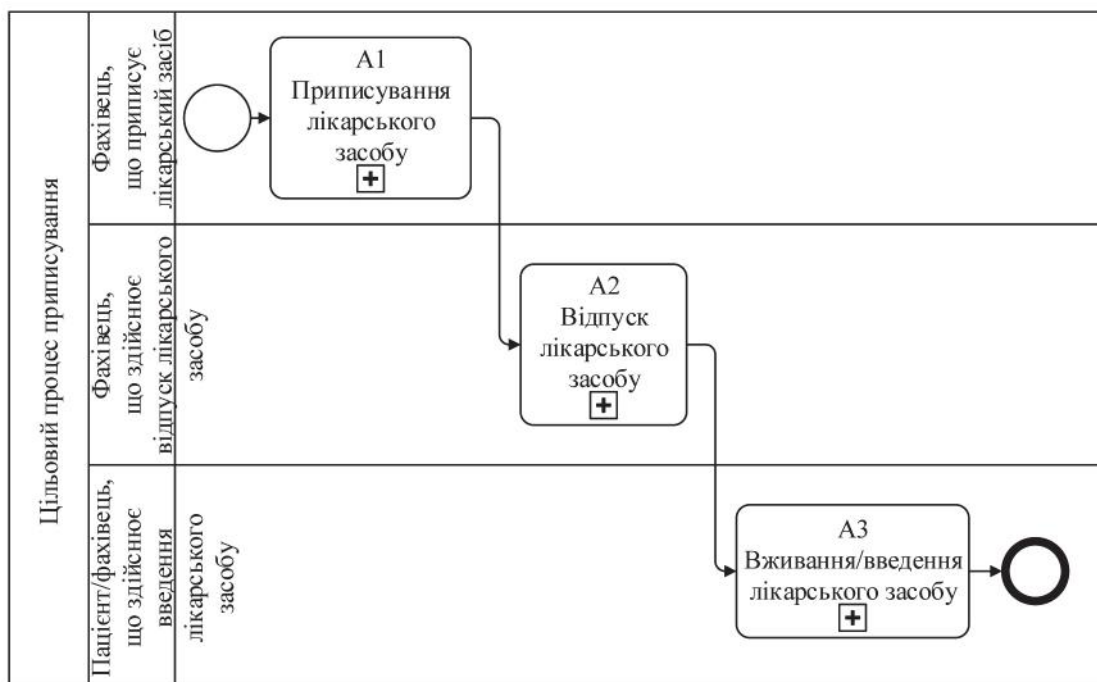 Цільовий процес приписування
Фахівець,
що приписує
лікарський засіб
A1
Приписування
лікарського
засобу
Фахівець,
що здійснює
відпуск лікарського
засобу
A2
Відпуск
лікарського
засобу
Пацієнт/фахівець,
що здійснює
введення
лікарського
засобу
A3
Вживання/введення
лікарського засобу